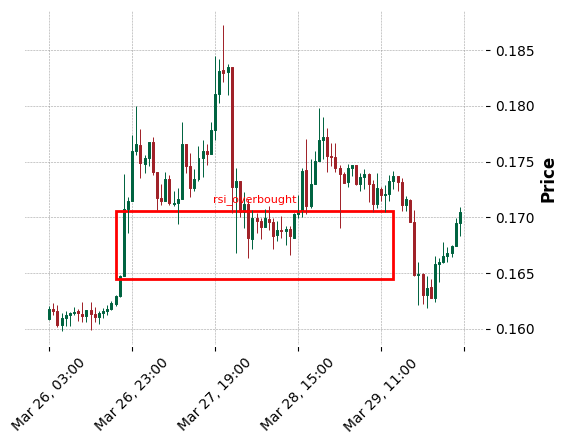 0.185
0.180
0.175
0.170
0.165
0.160
Price
rsi_overbought
Mar 26, 03:00
Mar 26, 23:00
Mar 27, 19:00
Mar 28, 15:00
Mar 29, 11:00